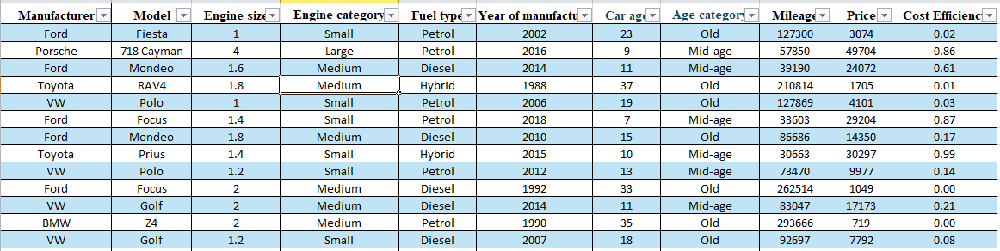 Manufacturer Model Engine size Engine category Fuel type Year of manufactu Car age Age category Mileage Price Cost Efficienc
Ford Fiesta 1 Small Petrol 2002 23 Old 127300 3074 0.02
Porsche 718 Cayman 4 Large Petrol 2016 9 Mid-age 57850 49704 0.86
Ford Mondeo 1.6 Medium Diesel 2014 11 Mid-age 39190 24072 0.61
Toyota RAV4 1.8 Medium Hybrid 1988 37 Old 210814 1705 0.01
VW Polo 1 Small Petrol 2006 19 Old 127869 4101 0.03
Ford Focus 1.4 Small Petrol 2018 7 Mid-age 33603 29204 0.87
Ford Mondeo 1.8 Medium Diesel 2010 15 Old 86686 14350 0.17
Toyota Prius 1.4 Small Hybrid 2015 10 Mid-age 30663 30297 0.99
VW Polo 1.2 Small Petrol 2012 13 Mid-age 73470 9977 0.14
Ford Focus 2 Medium Diesel 1992 33 Old 262514 1049 0.00
VW Golf 2 Medium Diesel 2014 11 Mid-age 83047 17173 0.21
BMW Z4 2 Medium Petrol 1990 35 Old 293666 719 0.00
VW Golf 1.2 Small Diesel 2007 18 Old 92697 7792 0.08